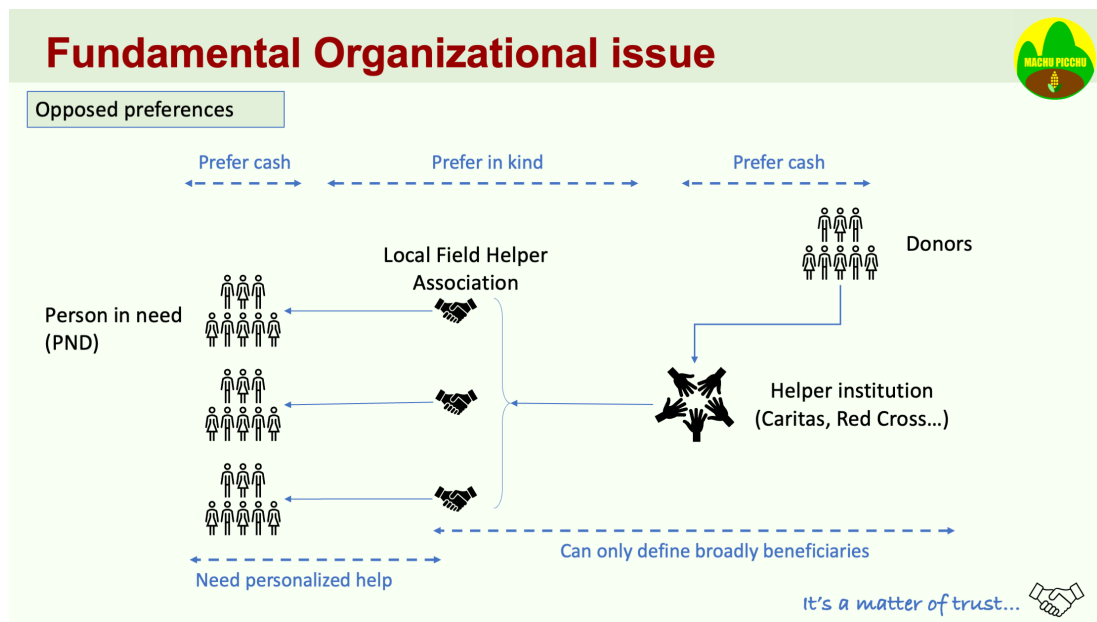 Fundamental Organizational issue
MACHU PICCHU
Opposed preferences
Prefer cash
Prefer in kind
Prefer cash
Donors
Local Field Helper
Association
Person in need
(PND)
Helper institution
(Caritas, Red Cross…)
Can only define broadly beneficiaries
Need personalized help
It's a matter of trust…